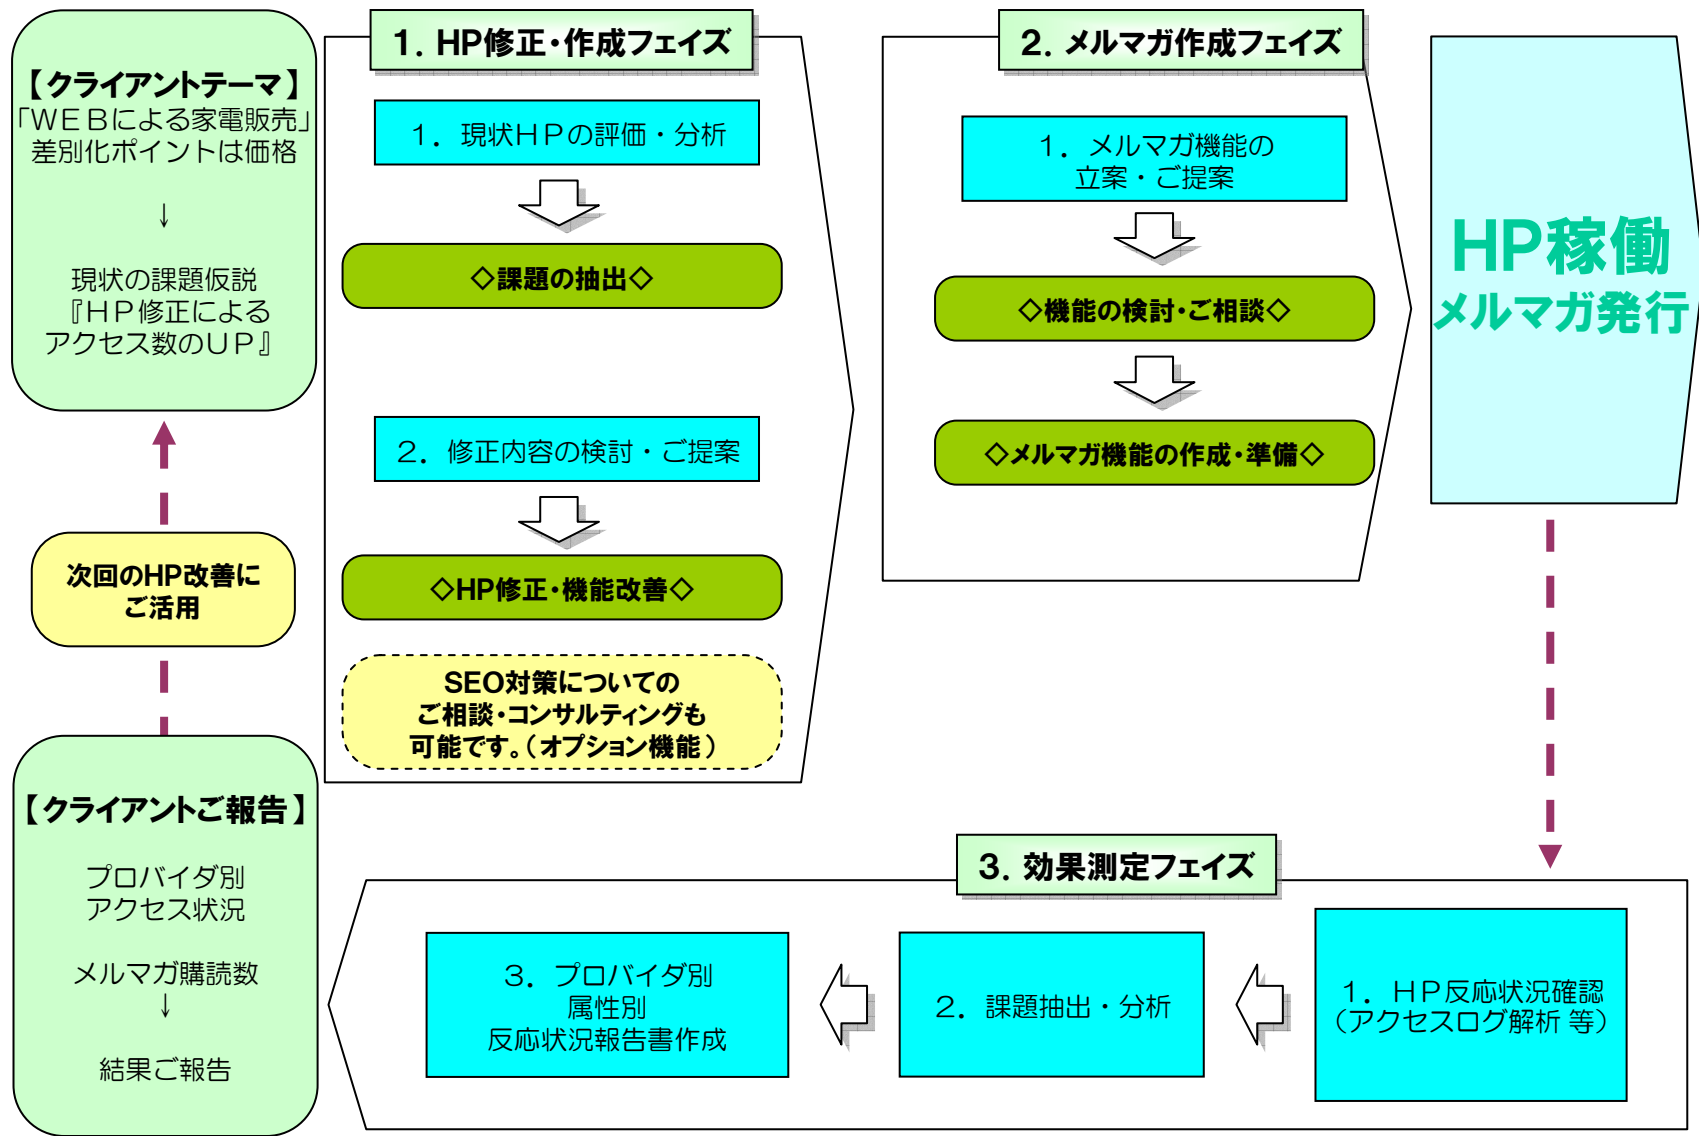 【クライアントテーマ】
「WEBによる家電販売」
差別化ポイントは価格
↓
現状の課題仮説
『HP修正による
アクセス数のUP』
1. HP修正・作成フェイズ
1. 現状HPの評価・分析
◇課題の抽出◇
2. 修正内容の検討・ご提案
◇HP修正・機能改善◇
SEO対策についての
ご相談・コンサルティングも
可能です。(オプション機能)
2. メルマガ作成フェイズ
1. メルマガ機能の
立案・ご提案
◇機能の検討・ご相談◇
◇メルマガ機能の作成・準備◇
HP稼働
メルマガ発行
3. 効果測定フェイズ
1. HP反応状況確認
(アクセスログ解析 等)
2. 課題抽出・分析
3. プロバイダ別
属性別
反応状況報告書作成
【クライアントご報告】
プロバイダ別
アクセス状況
メルマガ購読数
↓
結果ご報告
次回のHP改善に
ご活用